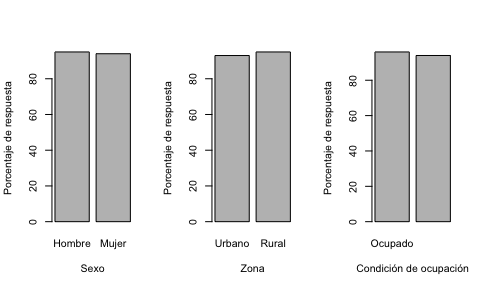 Porcentaje de respuesta
0
20
40
60
80
Hombre
Mujer
Sexo
Porcentaje de respuesta
0
20
40
60
80
Urbano
Rural
Zona
Porcentaje de respuesta
0
20
40
60
80
Ocupado
Condición de ocupación